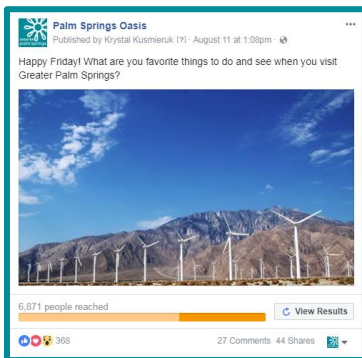 Palm Springs Oasis
Published by Krystal Kusmieruk [?] · August 11 at 1:08pm ·
Happy Friday! What are you favorite things to do and see when you visit
Greater Palm Springs?
6,871 people reached
View Results
368
27 Comments 44 Shares